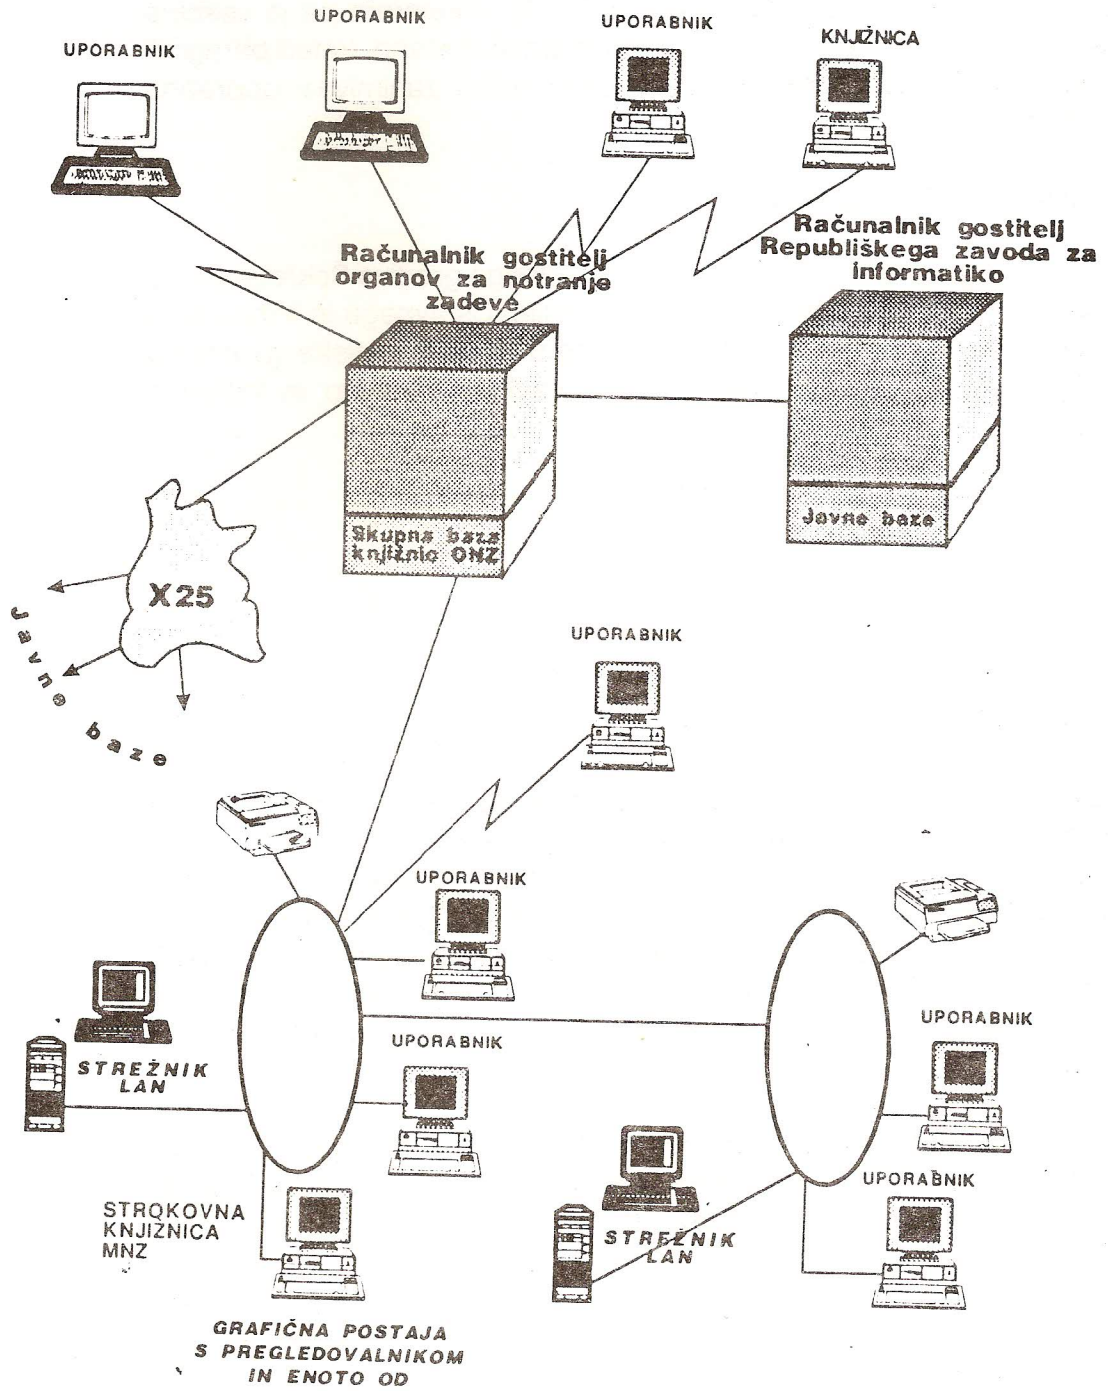 UPORABNIK
UPORABNIK
UPORABNIK
KNJIŽNICA
Računalnik gostitelj
organov za notranje
zadeve
Računalnik gostitelj
Republiškega zavoda za
informatiko
Skupna baza
knjižnic ONZ
Javne baze
X25
Javne baze
UPORABNIK
UPORABNIK
STREŽNIK
LAN
UPORABNIK
UPORABNIK
STROKOVNA
KNJIŽNICA
MNZ
UPORABNIK
STREŽNIK
LAN
GRAFIČNA POSTAJA
S PREGLEDOVALNIKOM
IN ENOTO OD